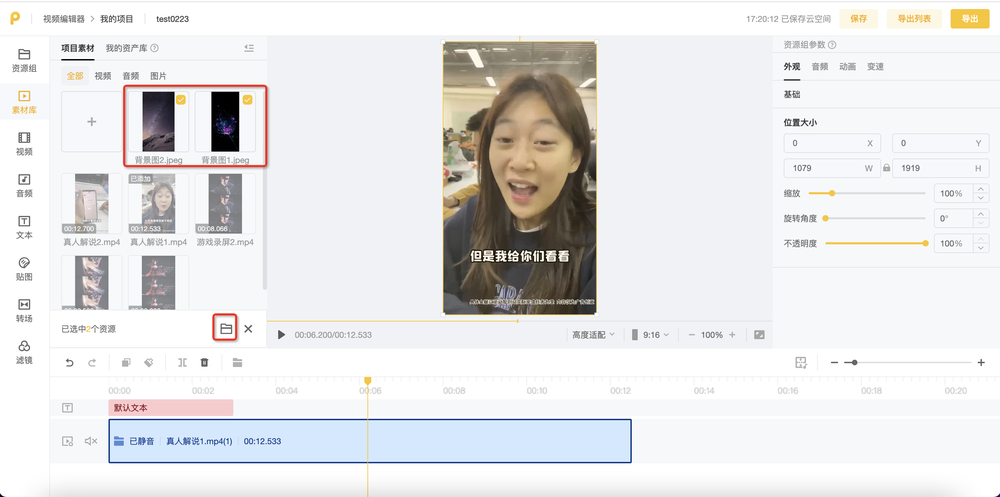 视频编辑器 > 我的项目 test0223
17:20:12 已保存云空间
保存
导出列表
导出
资源组
素材库
视频
音频
文本
贴图
转场
滤镜
项目素材 我的资产库
全部 视频 音频 图片
背景图2.jpeg 背景图1.jpeg
已添加
00:12.700 00:12.533 00:08.066
真人解说2.mp4 真人解说1.mp4 游戏录屏2.mp4
已选中2个资源
但是我给你们看看
00:06.200/00:12.533
高度适配
9:16
100%
资源组参数
外观 音频 动画 变速
基础
位置大小
0 X 0 Y
1079 W 1919 H
缩放 100%
旋转角度 0°
不透明度 100%
00:00 00:02 00:04 00:06 00:08 00:10 00:12 00:14 00:16 00:18 00:20
默认文本
已静音 真人解说1.mp4(1) 00:12.533